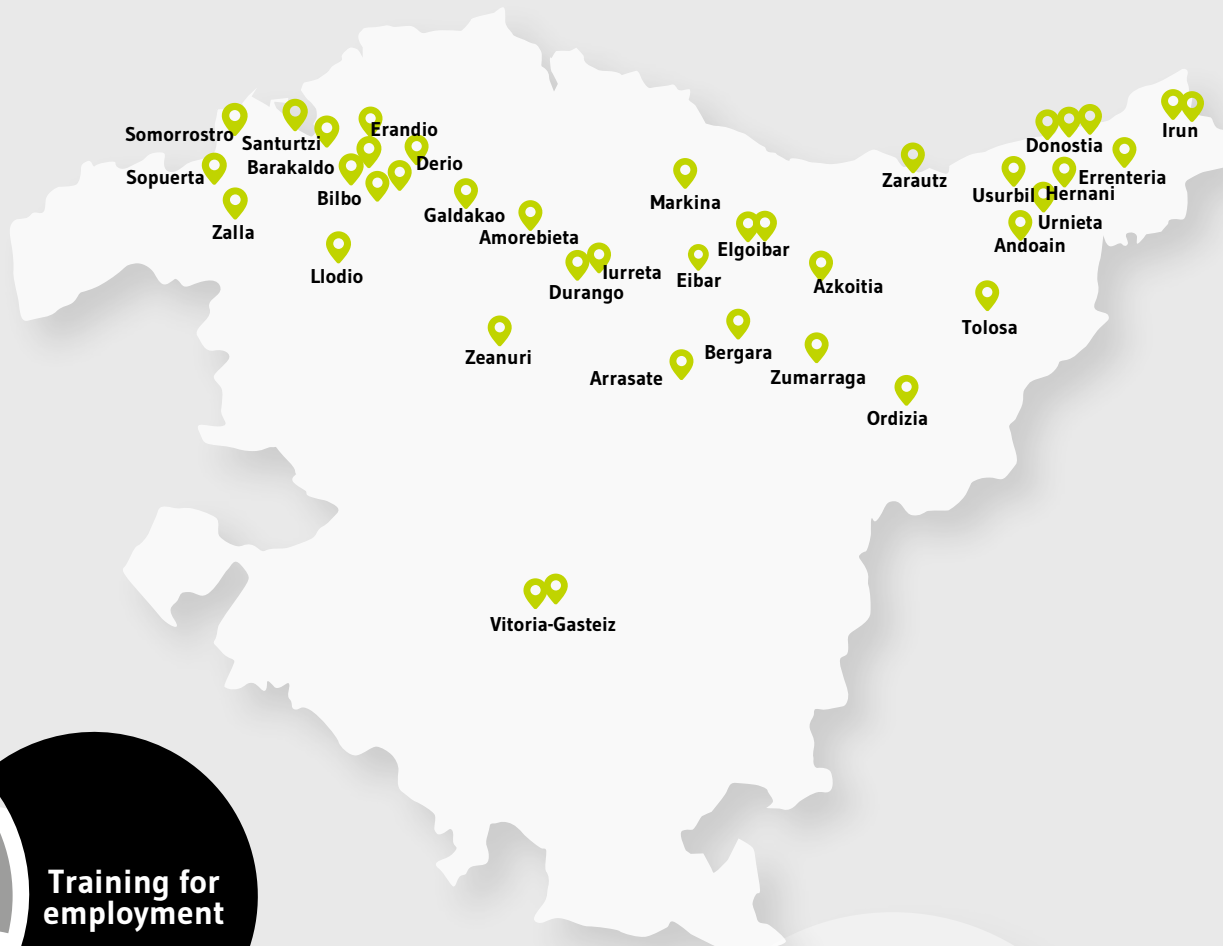 Somorrostro
Santurtzi
Erandio
Barakaldo
Derio
Sopuerta
Bilbo
Zalla
Galdakao
Amorebieta
Llodio
Iurreta
Durango
Zeanuri
Markina
Elgoibar
Eibar
Azkoitia
Bergara
Arrasate
Zumarraga
Ordizia
Zarautz
Donostia
Irun
Errenteria
Usurbil
Hernani
Urnieta
Andoain
Tolosa
Vitoria-Gasteiz
Training for
employment